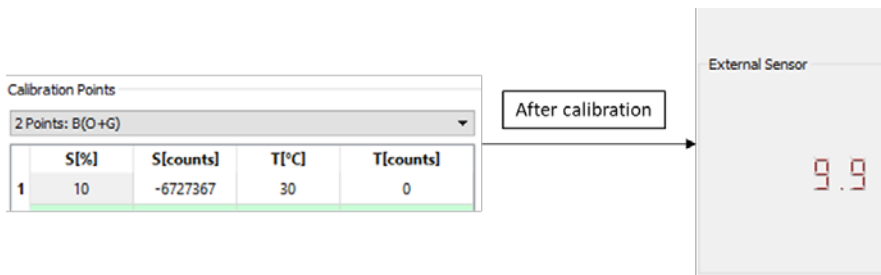 Calibration Points
2 Points: B(O+G)
S[%] S[counts] T[°C] T[counts]
1 10 -6727367 30 0
After calibration
External Sensor
9.9